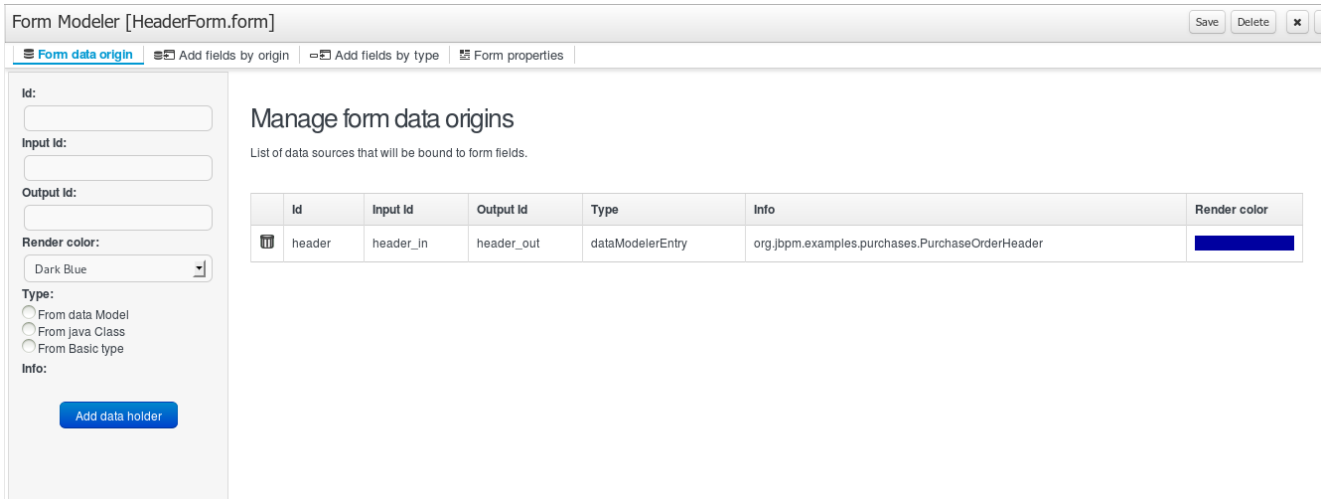 Form Modeler [HeaderForm.form]
Save Delete
Form data origin Add fields by origin Add fields by type Form properties
Id:
Input Id:
Output Id:
Render color:
Dark Blue
Type:
From data Model
From java Class
From Basic type
Info:
Add data holder
Manage form data origins
List of data sources that will be bound to form fields.
Id Input Id Output Id Type Info Render color
header header_in header_out dataModelerEntry org.jbpm.examples.purchases.PurchaseOrderHeader